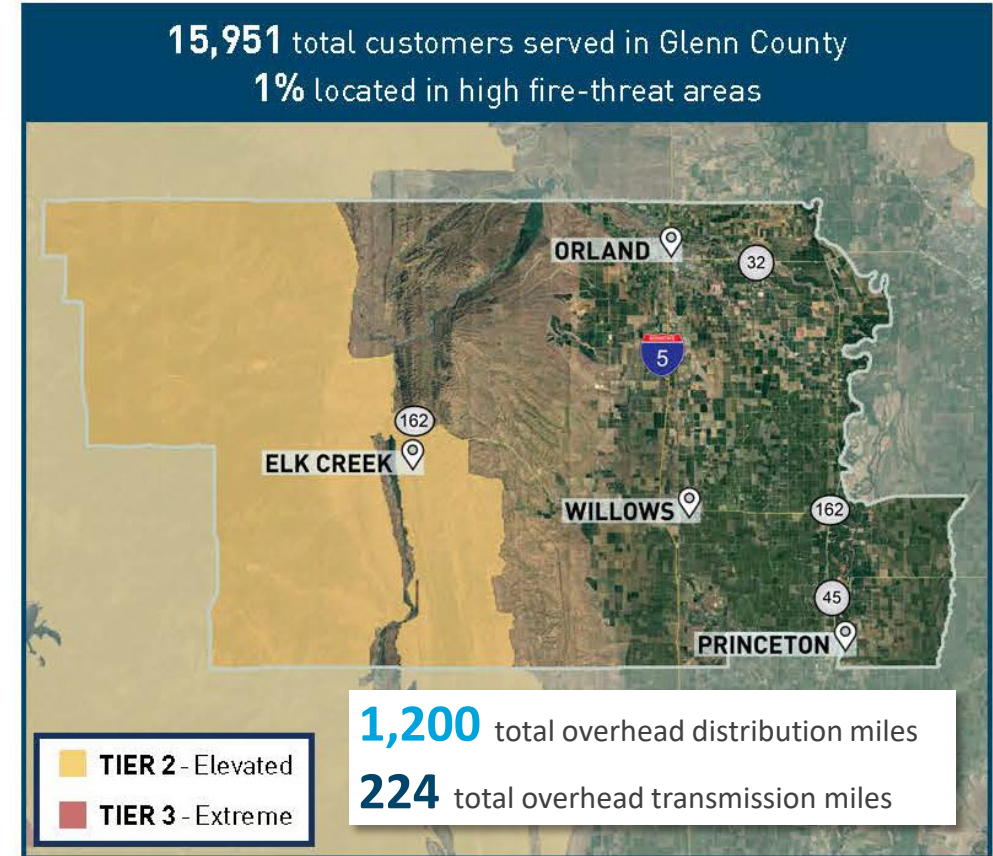 15,951 total customers served in Glenn County
1% located in high fire-threat areas
ORLAND
32
5
162
ELK CREEK
WILLOWS
162
45
PRINCETON
1,200 total overhead distribution miles
224 total overhead transmission miles
TIER 2 - Elevated
TIER 3 - Extreme